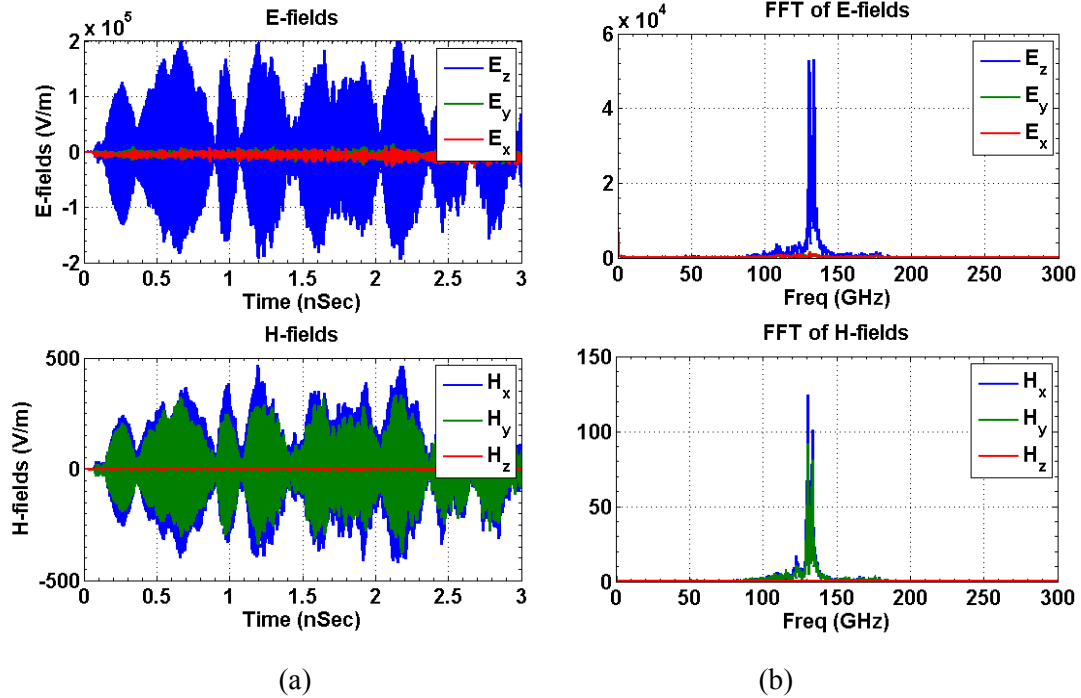 E-fields
x 10^5
2
1
0
-1
-2
E-fields (V/m)
E_z
E_y
E_x
0 0.5 1 1.5 2 2.5 3
Time (nSec)
FFT of E-fields
x 10^4
6
4
2
0
E_z
E_y
E_x
0 50 100 150 200 250 300
Freq (GHz)
H-fields
500
0
-500
H-fields (V/m)
H_x
H_y
H_z
0 0.5 1 1.5 2 2.5 3
Time (nSec)
FFT of H-fields
150
100
50
0
H_x
H_y
H_z
0 50 100 150 200 250 300
Freq (GHz)
(a)
(b)